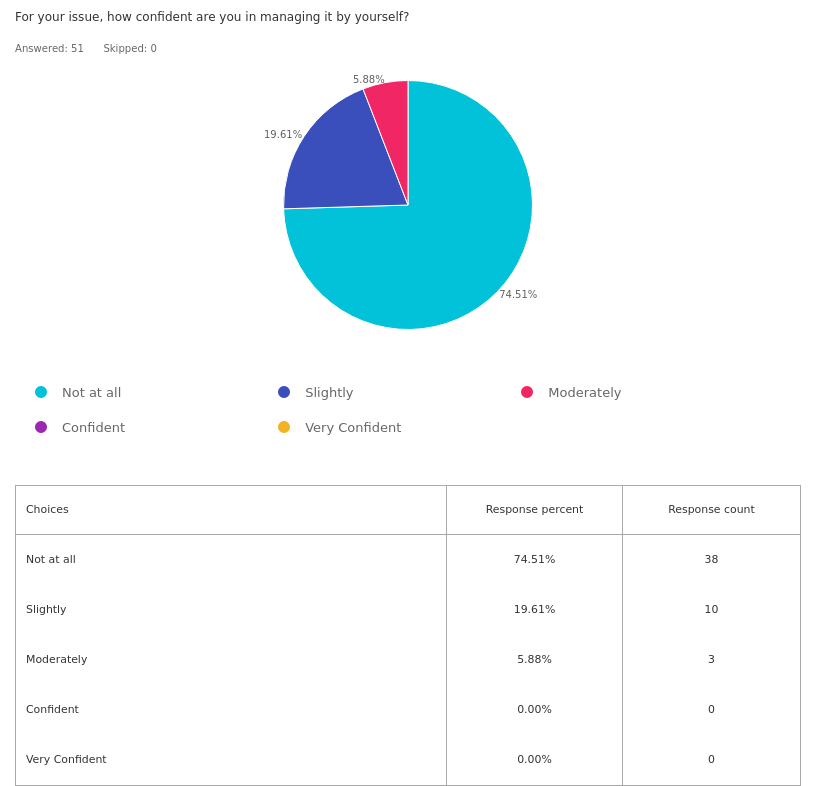 For your issue, how confident are you in managing it by yourself?
Answered: 51 Skipped: 0
5.88%
19.61%
74.51%
Not at all Slightly Moderately
Confident Very Confident
Choices Response percent Response count
Not at all 74.51% 38
Slightly 19.61% 10
Moderately 5.88% 3
Confident 0.00% 0
Very Confident 0.00% 0